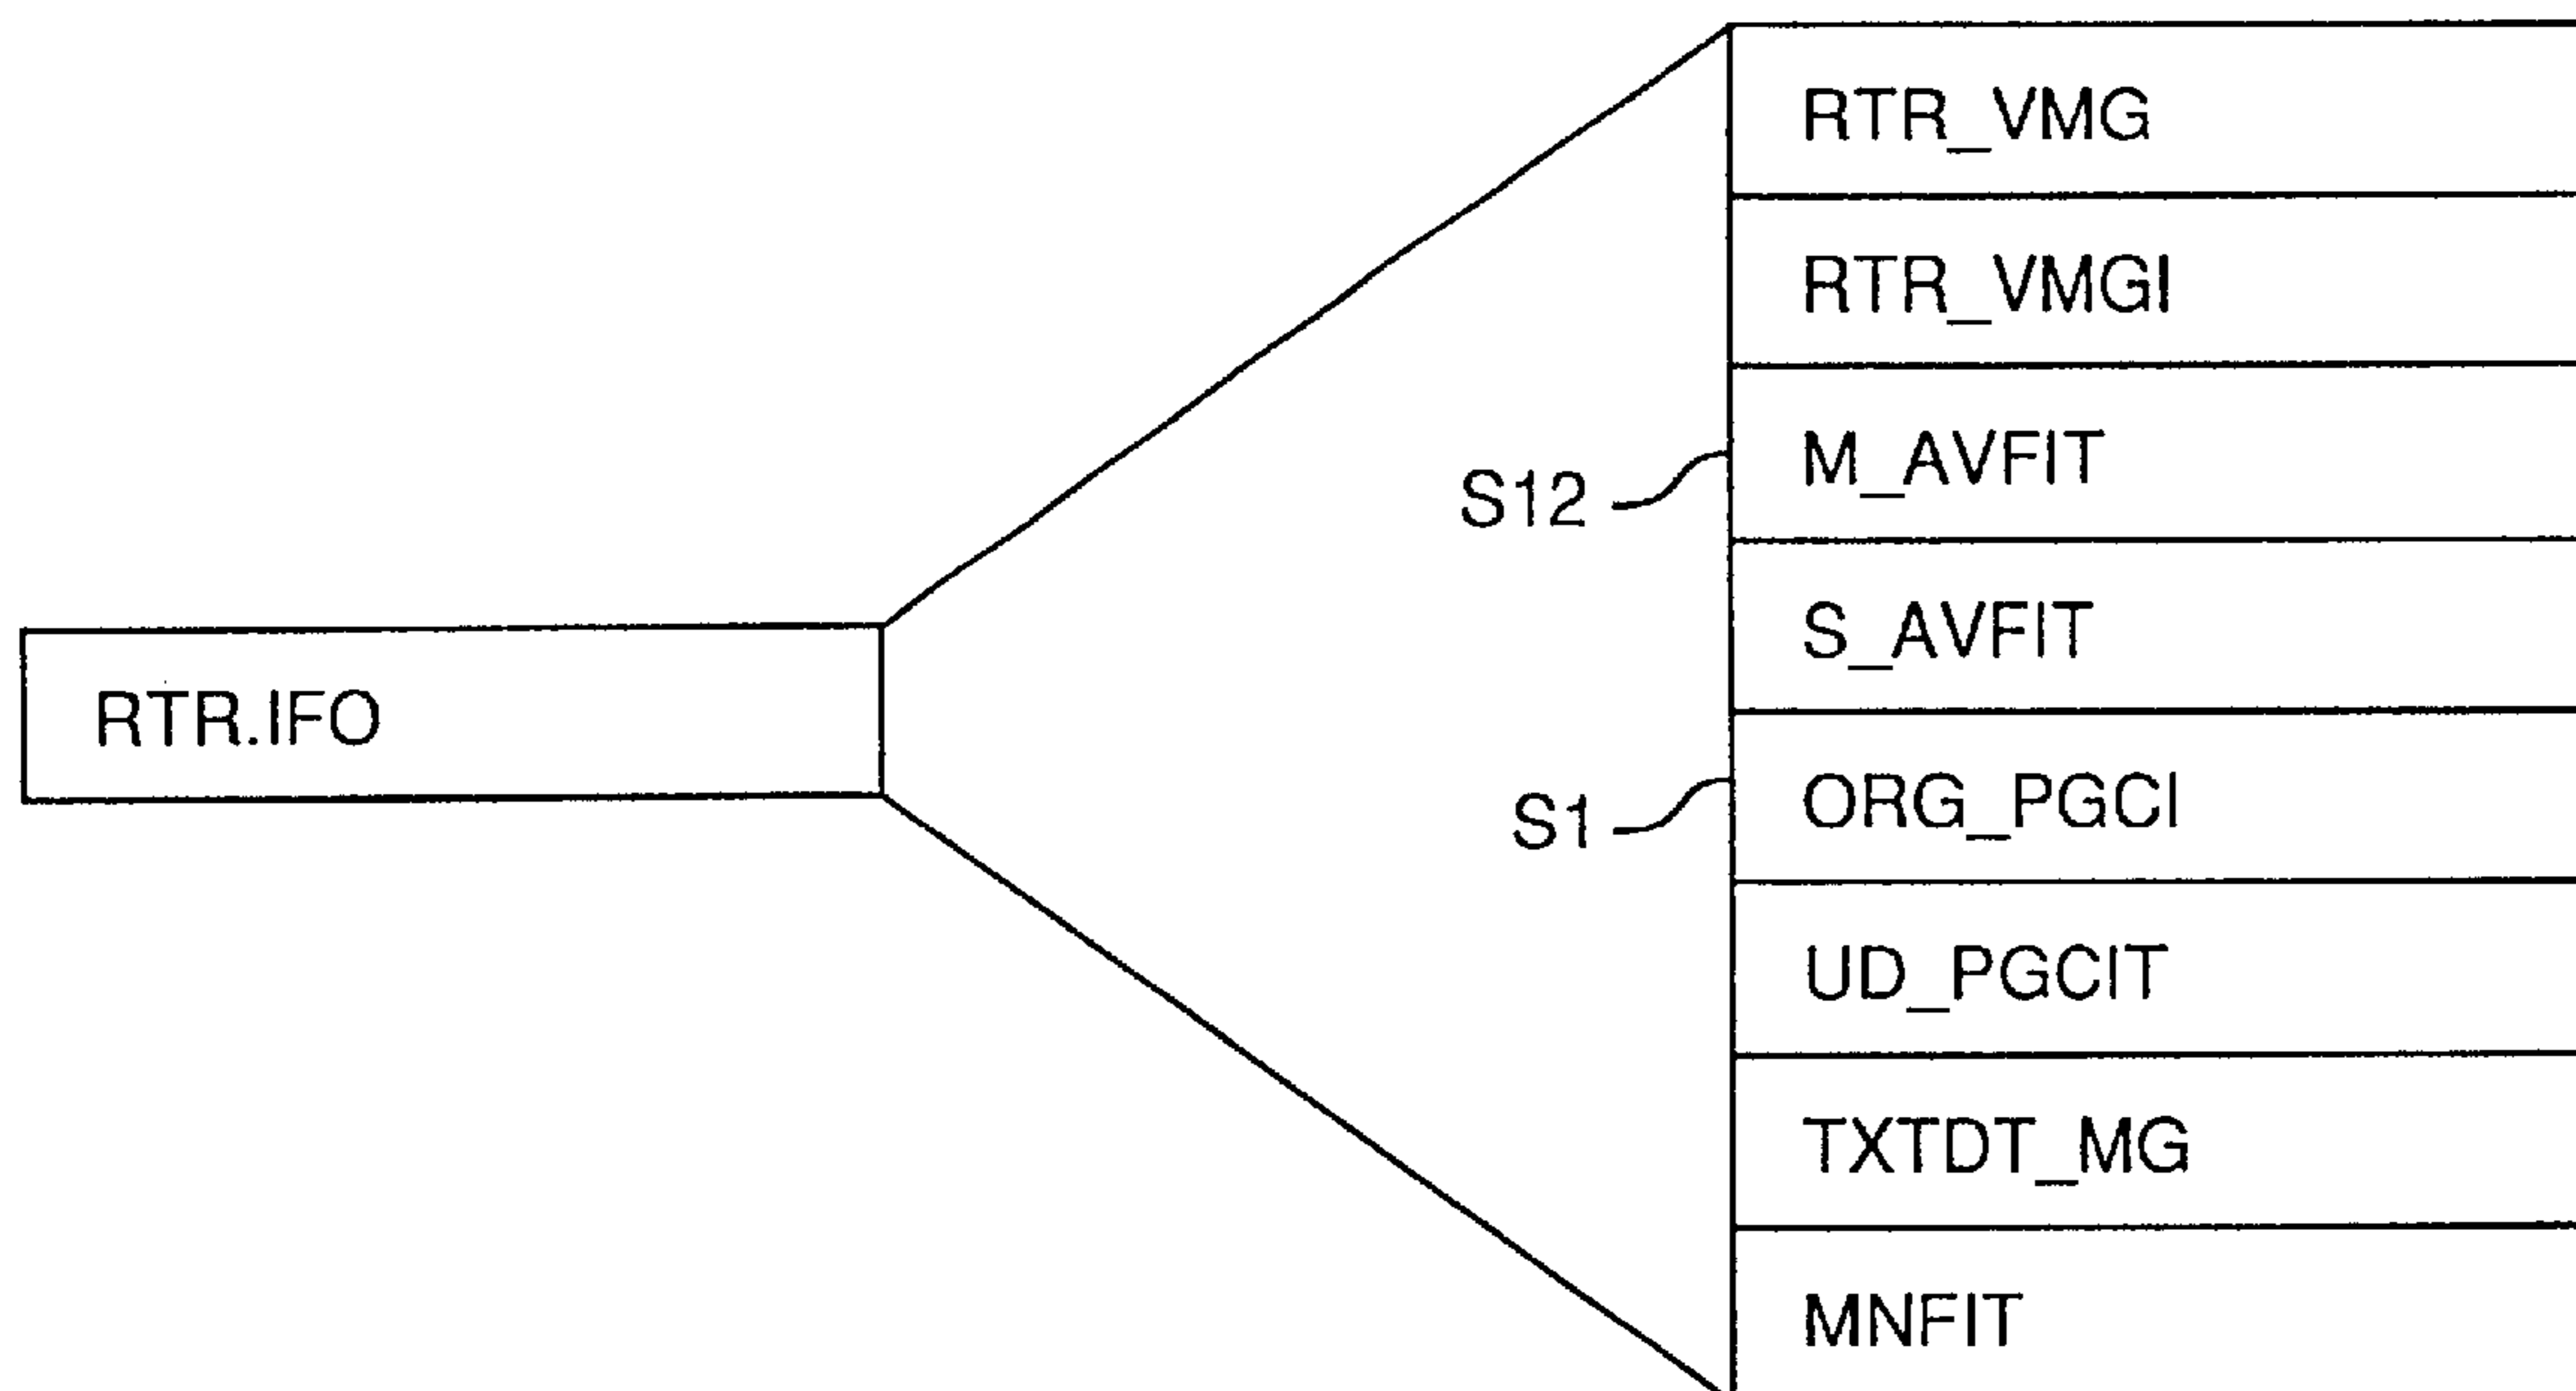 RTR_VMG
RTR_VMGI
S12
M_AVFIT
S_AVFIT
RTR.IFO
S1
ORG_PGCI
UD_PGCIT
TXTDT_MG
MNFIT